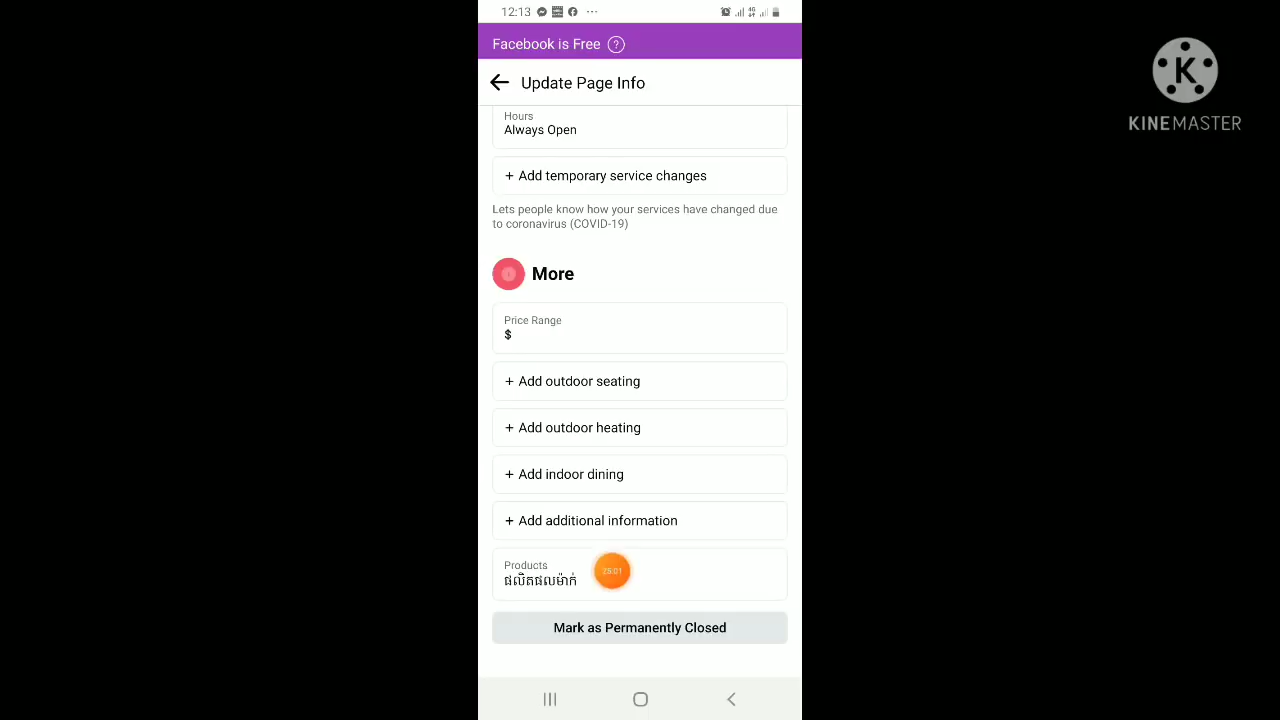 12:13
Facebook is Free ?
Update Page Info
K
KINEMASTER
Hours
Always Open
+ Add temporary service changes
Lets people know how your services have changed due
to coronavirus (COVID-19)
More
Price Range
$
+ Add outdoor seating
+ Add outdoor heating
+ Add indoor dining
+ Add additional information
Products
ផលិតផលម៉ាក់
25:01
Mark as Permanently Closed